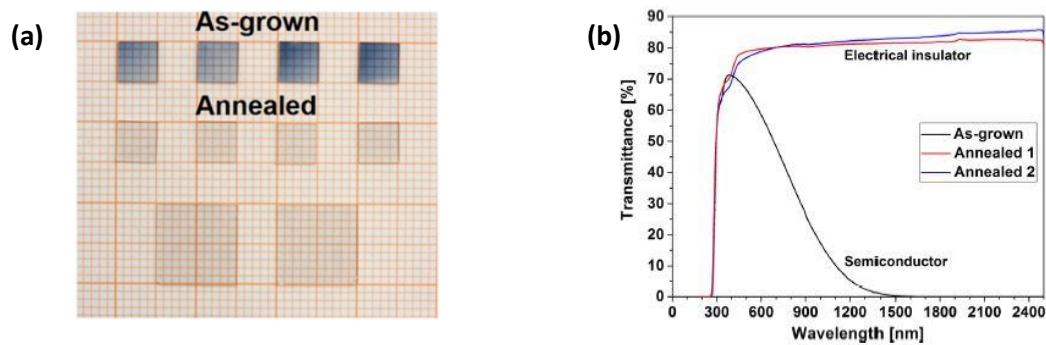 (a)
As-grown
Annealed
(b)
Transmittance [%]
90
80
70
60
50
40
30
20
10
0
Electrical insulator
As-grown
Annealed 1
Annealed 2
Semiconductor
0 300 600 900 1200 1500 1800 2100 2400
Wavelength [nm]